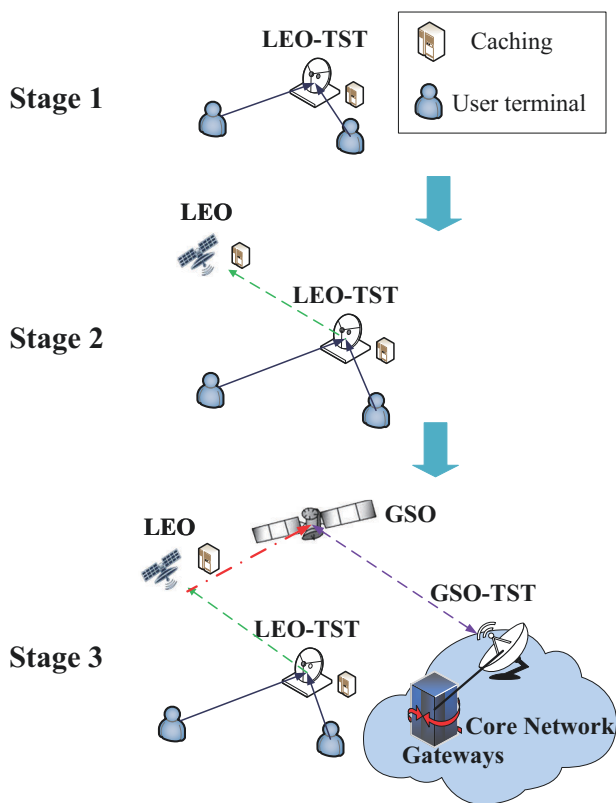 LEO-TST
Caching
User terminal
Stage 1
LEO
LEO-TST
Stage 2
GSO
LEO
GSO-TST
LEO-TST
Stage 3
Core Network
Gateways